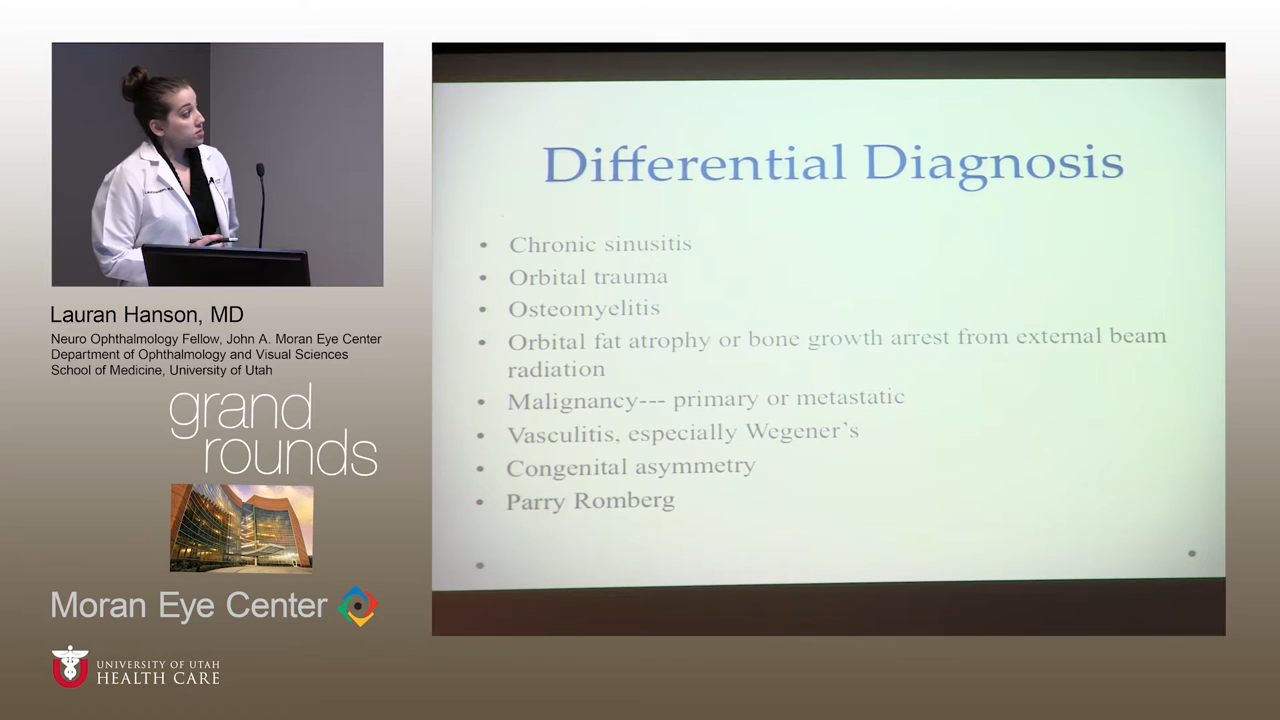 Lauran Hanson, MD
Neuro Ophthalmology Fellow, John A. Moran Eye Center
Department of Ophthalmology and Visual Sciences
School of Medicine, University of Utah
grand
rounds
Moran Eye Center
UNIVERSITY OF UTAH
HEALTH CARE
Differential Diagnosis
• Chronic sinusitis
• Orbital trauma
• Osteomyelitis
• Orbital fat atrophy or bone growth arrest from external beam
radiation
• Malignancy--- primary or metastatic
• Vasculitis, especially Wegener's
• Congenital asymmetry
• Parry Romberg